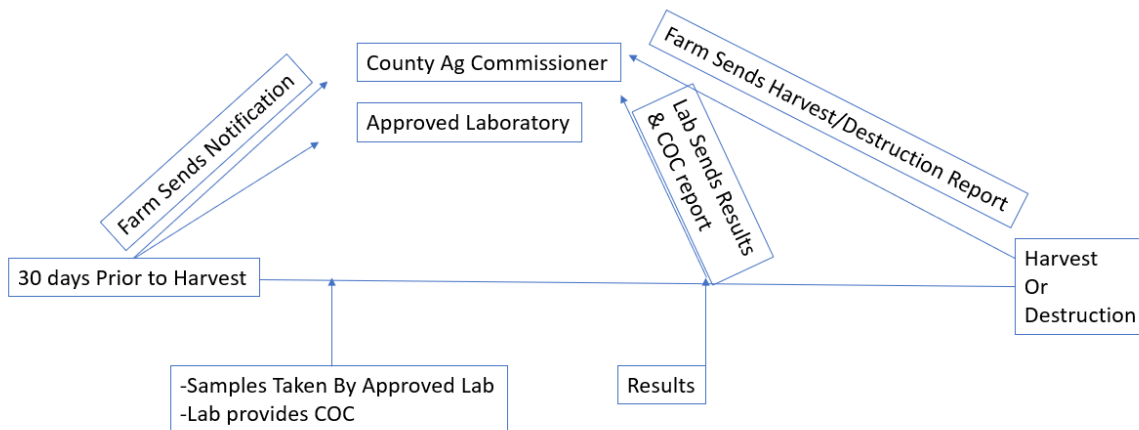 County Ag Commissioner
Approved Laboratory
Farm Sends Notification
Lab Sends Results
& COC report
Farm Sends Harvest/Destruction Report
30 days Prior to Harvest
Harvest
Or
Destruction
-Samples Taken By Approved Lab
-Lab provides COC
Results